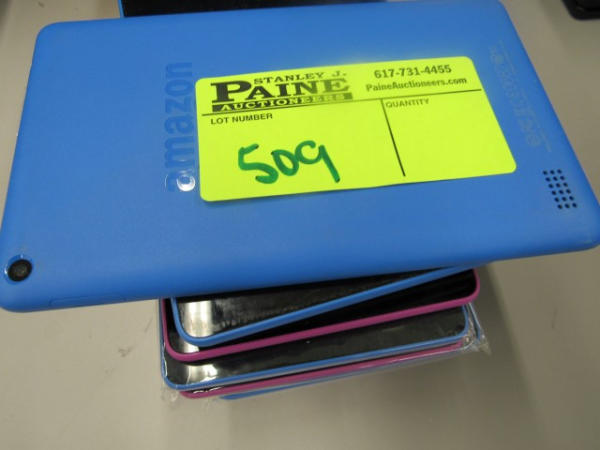 amazon
STANLEY J.
PAINE
AUCTIONEERS
617-731-4455
PaineAuctioneers.com
LOT NUMBER
QUANTITY
509